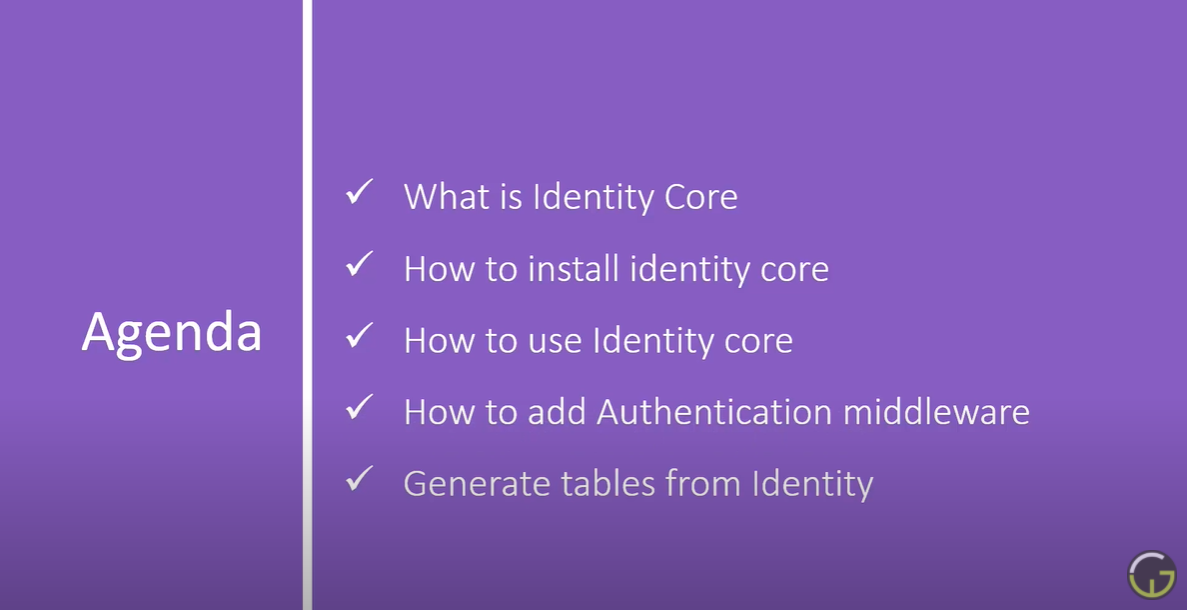 Agenda
✓ What is Identity Core
✓ How to install identity core
✓ How to use Identity core
✓ How to add Authentication middleware
✓ Generate tables from Identity